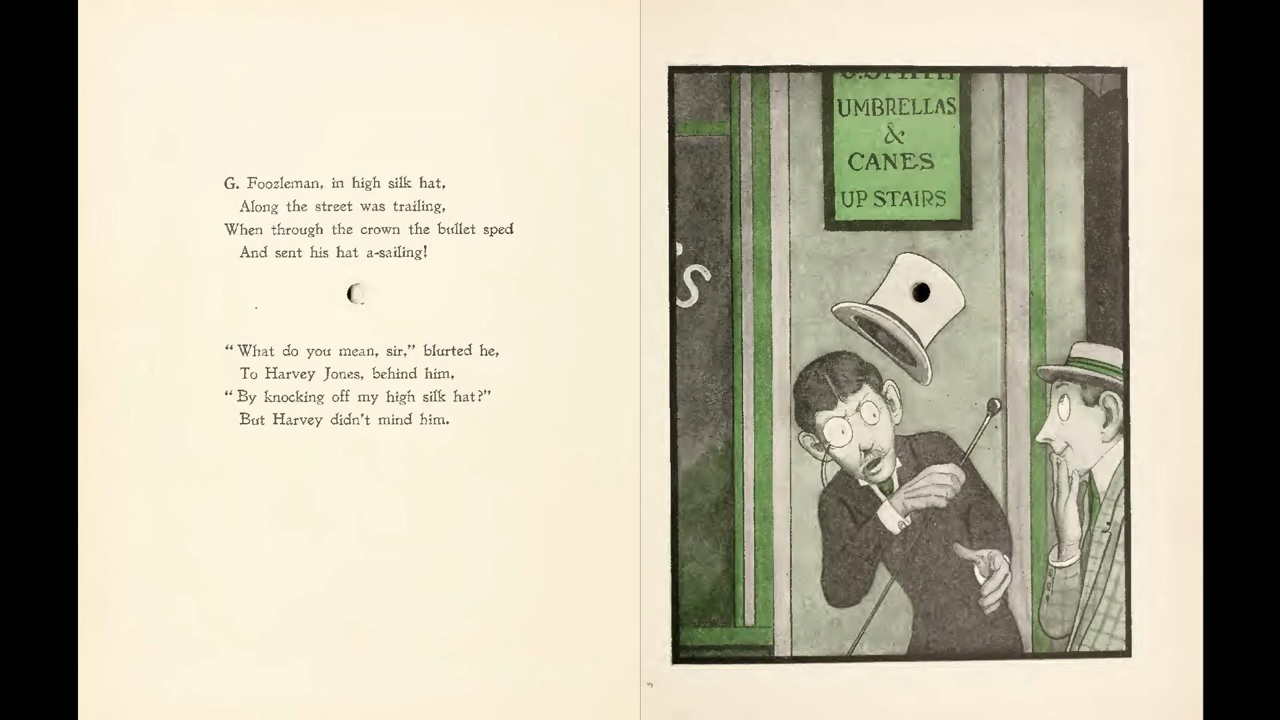 G. Foozleman, in high silk hat,
Along the street was trailing,
When through the crown the bullet sped
And sent his hat a-sailing!
“What do you mean, sir,” blurted he,
To Harvey Jones, behind him,
“By knocking off my high silk hat?”
But Harvey didn't mind him.
UMBRELLAS
&
CANES
UP STAIRS